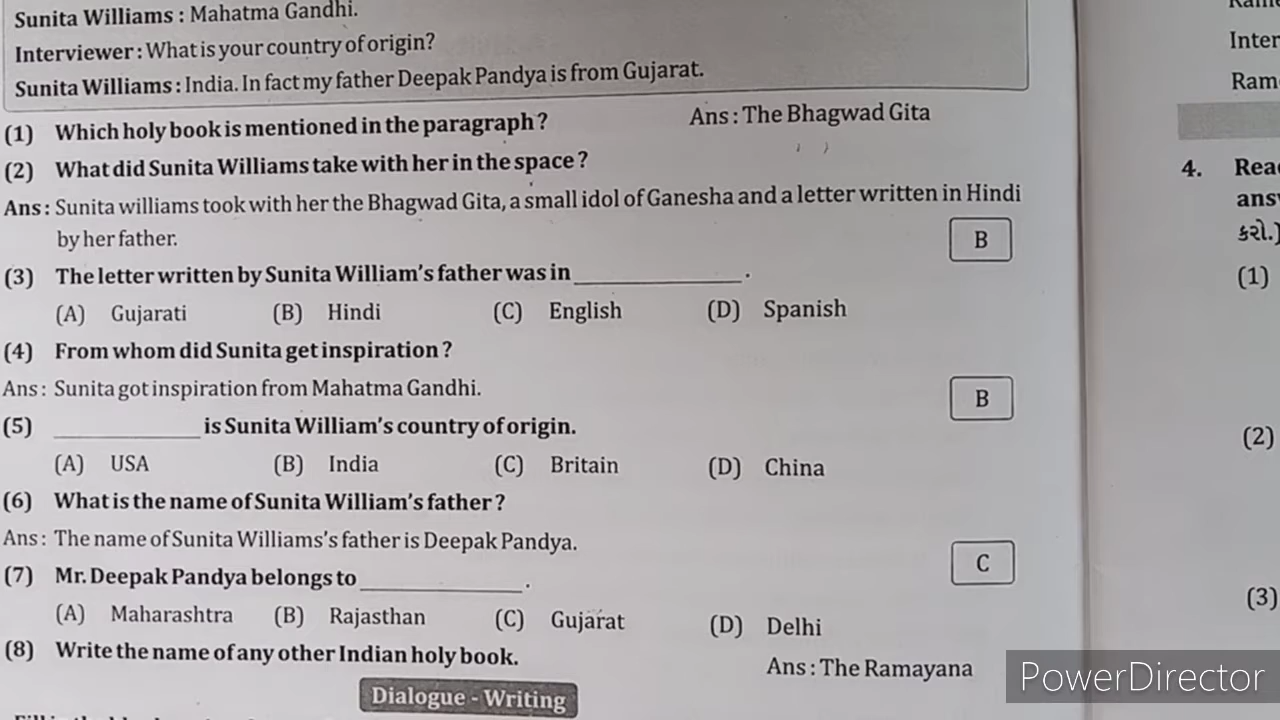 Sunita Williams : Mahatma Gandhi.
Interviewer : What is your country of origin?
Sunita Williams : India. In fact my father Deepak Pandya is from Gujarat.
(1) Which holy book is mentioned in the paragraph? Ans : The Bhagwad Gita
(2) What did Sunita Williams take with her in the space?
Ans : Sunita williams took with her the Bhagwad Gita, a small idol of Ganesha and a letter written in Hindi
by her father.
B
(3) The letter written by Sunita William's father was in ____________.
(A) Gujarati (B) Hindi (C) English (D) Spanish
(4) From whom did Sunita get inspiration?
Ans : Sunita got inspiration from Mahatma Gandhi.
B
(5) ____________ is Sunita William's country of origin.
(A) USA (B) India (C) Britain (D) China
(6) What is the name of Sunita William's father?
Ans : The name of Sunita Williams's father is Deepak Pandya.
C
(7) Mr. Deepak Pandya belongs to ____________.
(A) Maharashtra (B) Rajasthan (C) Gujarat (D) Delhi
(8) Write the name of any other Indian holy book.
Ans : The Ramayana
Dialogue - Writing
Inter
Ram
4. Rea
ans
કરો.]
(1)
(2)
(3)
PowerDirector